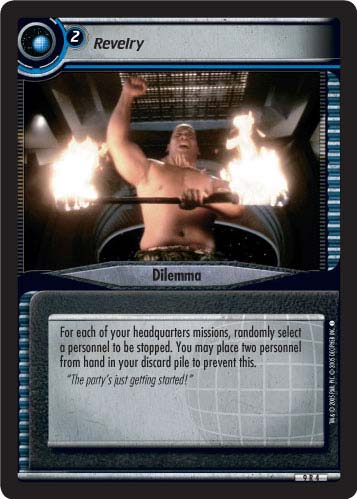 2
Revelry
Dilemma
For each of your headquarters missions, randomly select
a personnel to be stopped. You may place two personnel
from hand in your discard pile to prevent this.
"The party's just getting started!"